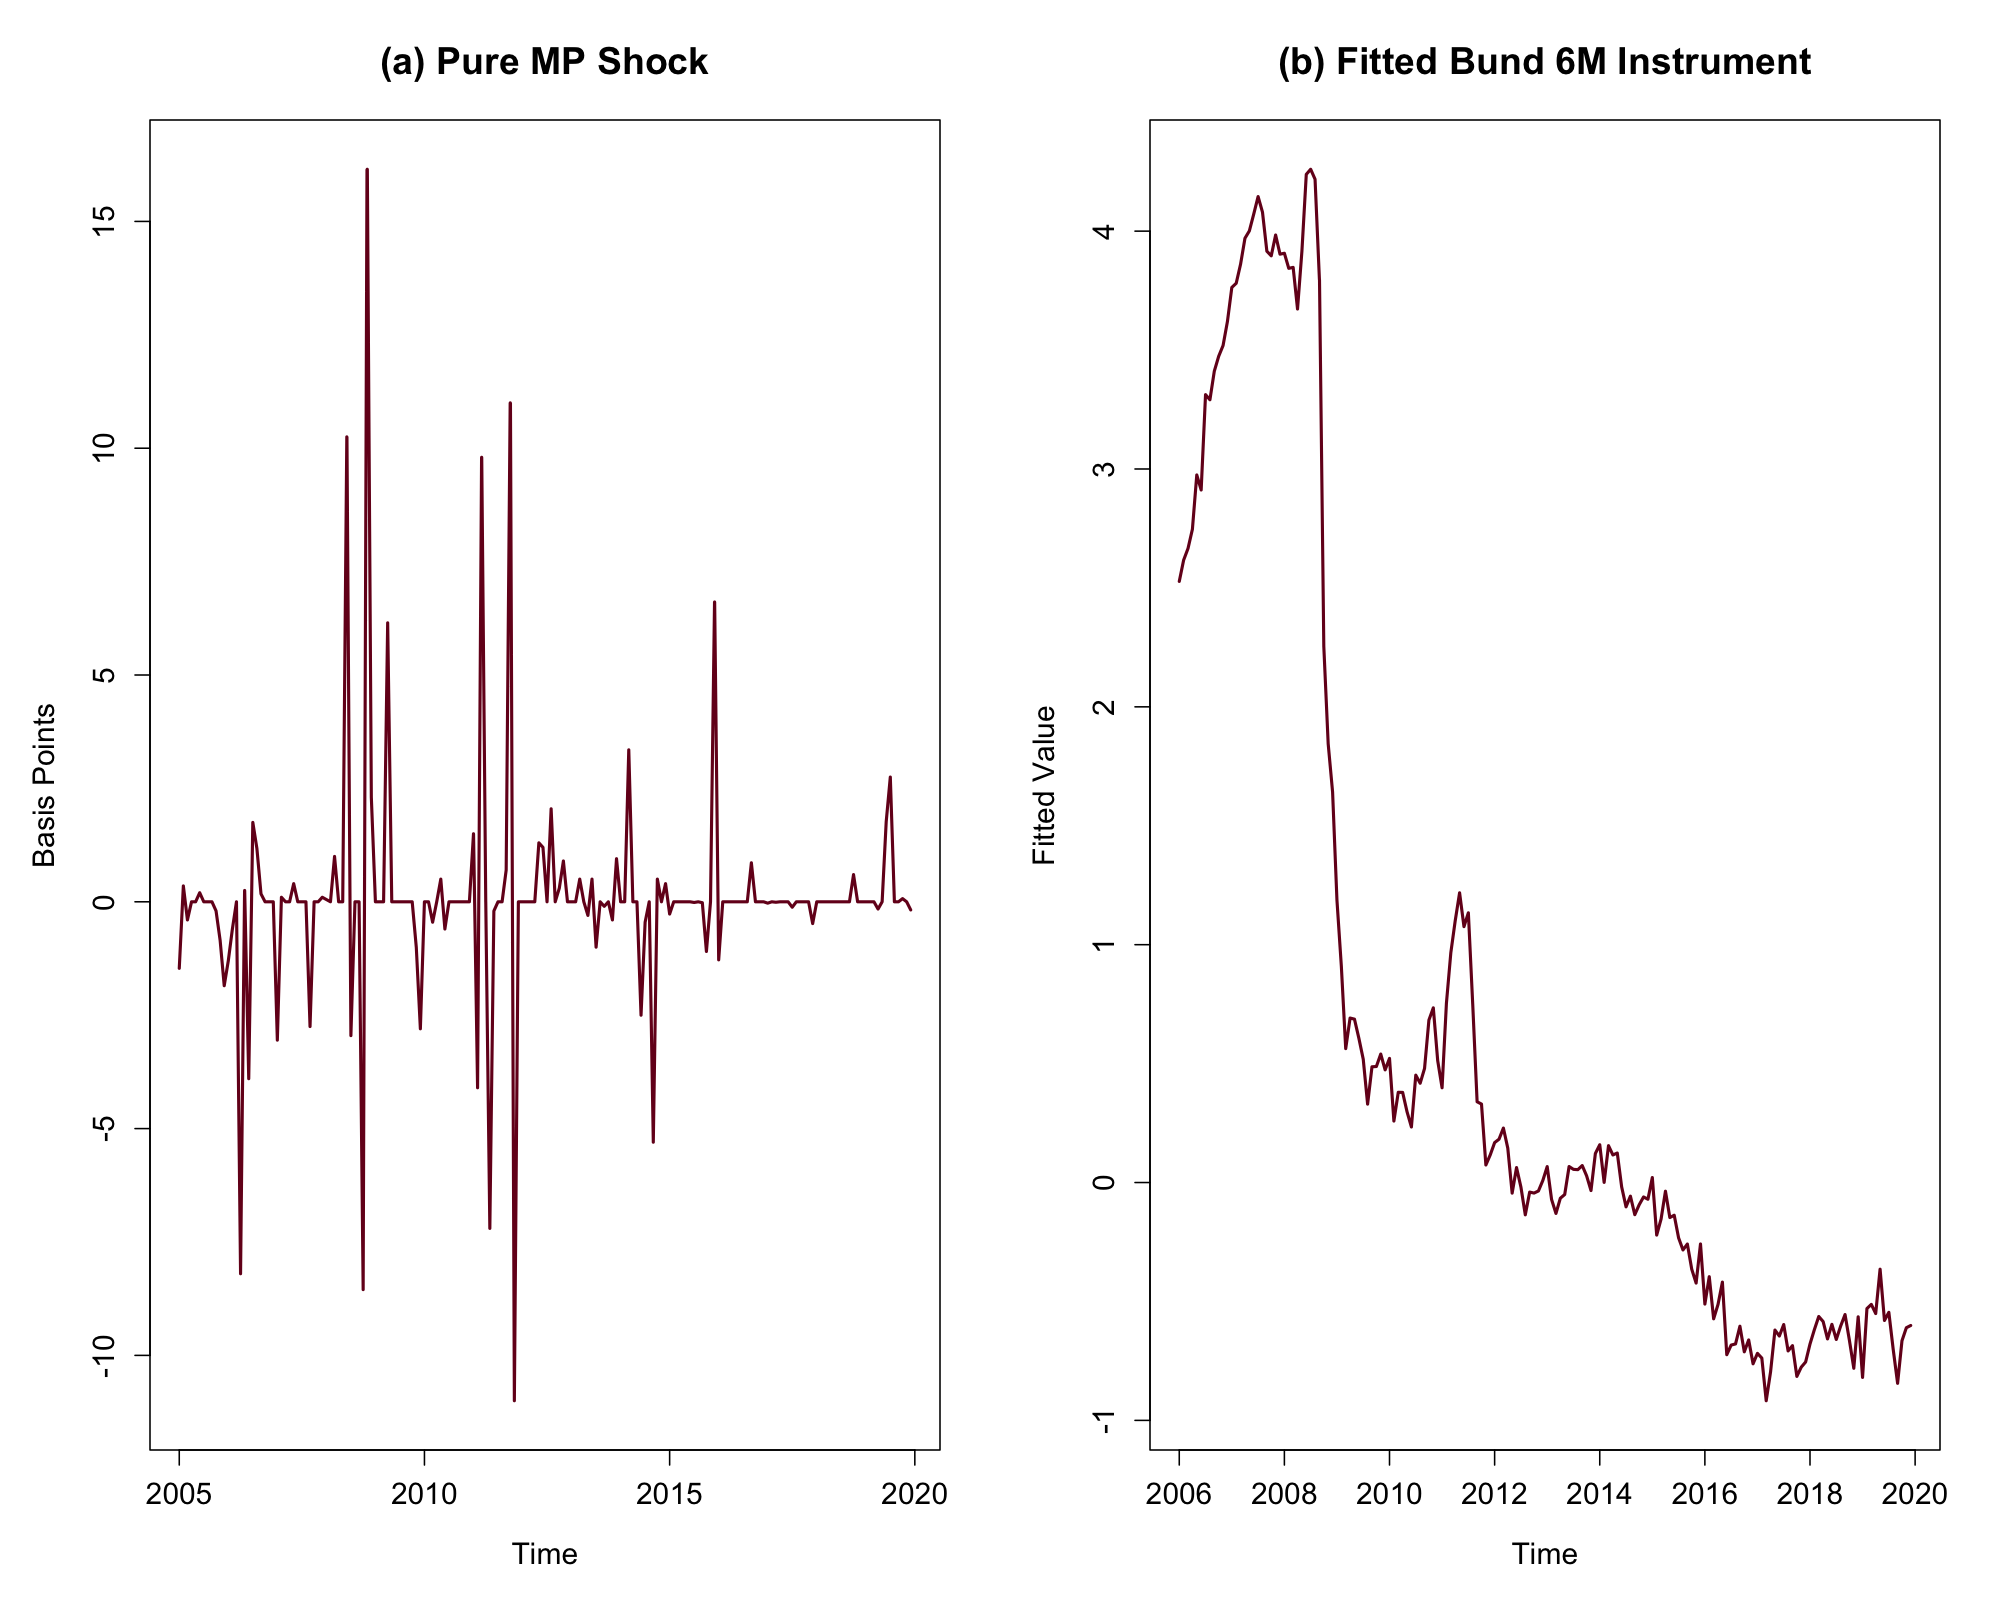 (a) Pure MP Shock
Basis Points
15
10
5
0
-5
-10
2005 2010 2015 2020
Time
(b) Fitted Bund 6M Instrument
Fitted Value
4
3
2
1
0
-1
2006 2008 2010 2012 2014 2016 2018 2020
Time